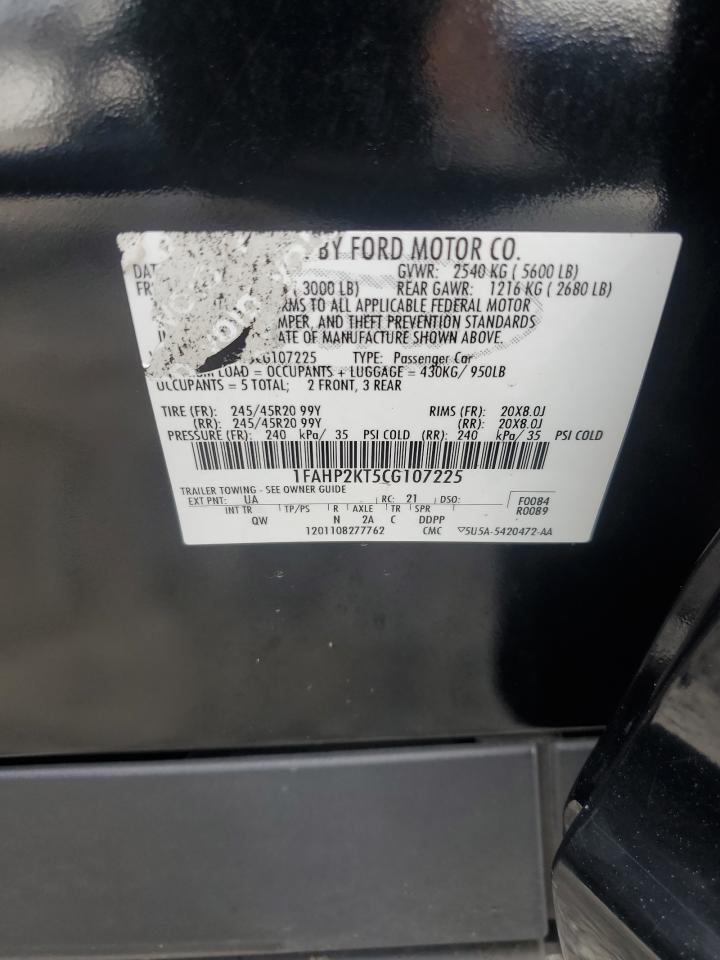 BY FORD MOTOR CO.
DAT GVWR: 2540 KG ( 5600 LB)
FR 3000 LB) REAR GAWR: 1216 KG ( 2680 LB)
RMS TO ALL APPLICABLE FEDERAL MOTOR
MPER, AND THEFT PREVENTION STANDARDS
ATE OF MANUFACTURE SHOWN ABOVE.
CG107225 TYPE: Passenger Car
LOAD = OCCUPANTS + LUGGAGE = 430KG/ 950LB
OCCUPANTS = 5 TOTAL; 2 FRONT, 3 REAR
TIRE (FR): 245/45R20 99Y RIMS (FR): 20X8.0J
(RR): 245/45R20 99Y (RR): 20X8.0J
PRESSURE (FR): 240 kPa/ 35 PSI COLD (RR): 240 kPa/ 35 PSI COLD
1FAHP2KT5CG107225
TRAILER TOWING - SEE OWNER GUIDE
EXT PNT: UA RC: 21 DSO: F0084
INT TR TP/PS R AXLE TR SPR R0089
QW N 2A C DDPP
1201108277762 CMC 5U5A-5420472-AA